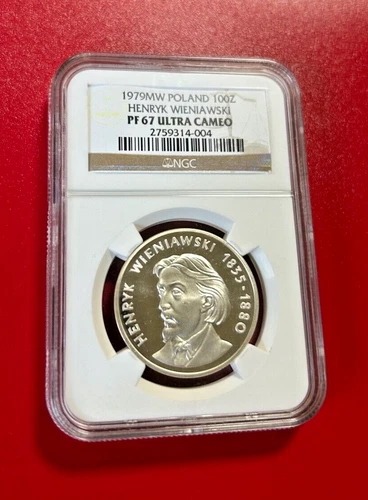 1979MW POLAND 100Z
HENRYK WIENIAWSKI
PF 67 ULTRA CAMEO
2759314-004
NGC
HENRYK WIENIAWSKI 1835-1880